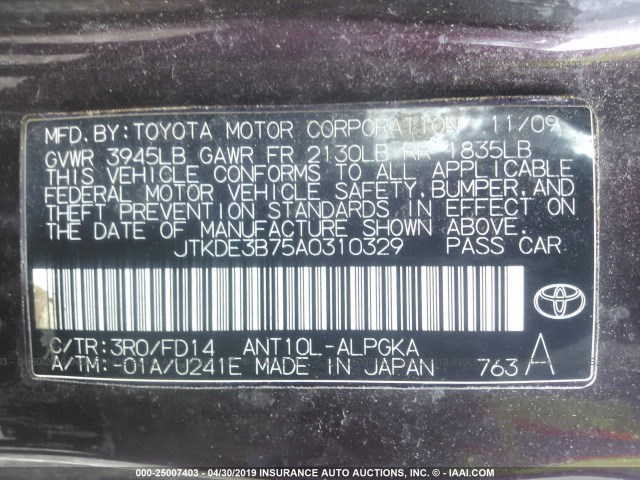 MFD.BY:TOYOTA MOTOR CORPORATION 11/09
GVWR 3945LB GAWR FR 2130LB RR 1835LB
THIS VEHICLE CONFORMS TO ALL APPLICABLE
FEDERAL MOTOR VEHICLE SAFETY,BUMPER,AND
THEFT PREVENTION STANDARDS IN EFFECT ON
THE DATE OF MANUFACTURE SHOWN ABOVE.
JTKDE3B75A0310329 PASS CAR
C/TR:3R0/FD14 ANT10L-ALPGKA A
A/TM:-01A/U241E MADE IN JAPAN 763
000-25007403 - 04/30/2019 INSURANCE AUTO AUCTIONS, INC. - © - IAAI.COM